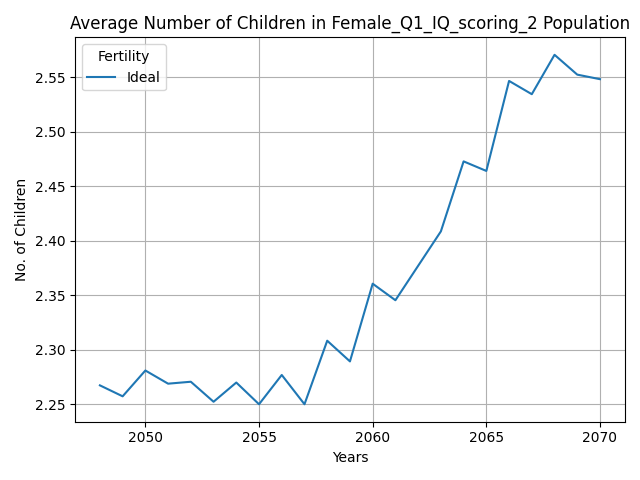 Average Number of Children in Female_Q1_IQ_scoring_2 Population
Fertility
Ideal
No. of Children
2.55
2.50
2.45
2.40
2.35
2.30
2.25
2050 2055 2060 2065 2070
Years